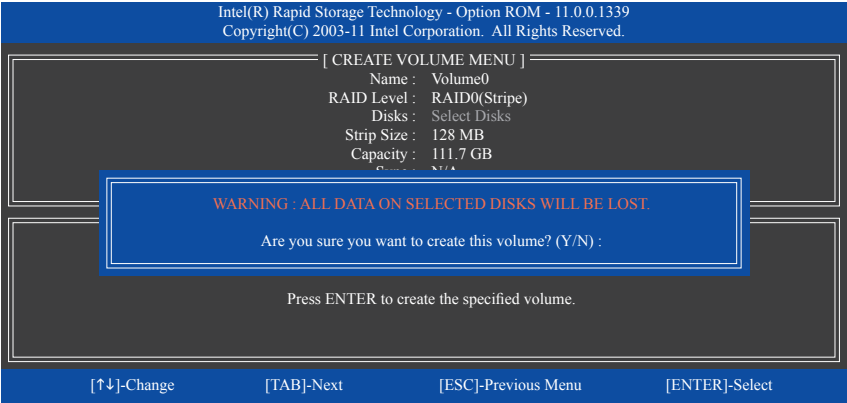 Intel(R) Rapid Storage Technology - Option ROM - 11.0.0.1339
Copyright(C) 2003-11 Intel Corporation. All Rights Reserved.
[ CREATE VOLUME MENU ]
Name : Volume0
RAID Level : RAID0(Stripe)
Disks : Select Disks
Strip Size : 128 MB
Capacity : 111.7 GB
Sync : N/A
WARNING : ALL DATA ON SELECTED DISKS WILL BE LOST.
Are you sure you want to create this volume? (Y/N) :
Press ENTER to create the specified volume.
[↑↓]-Change [TAB]-Next [ESC]-Previous Menu [ENTER]-Select